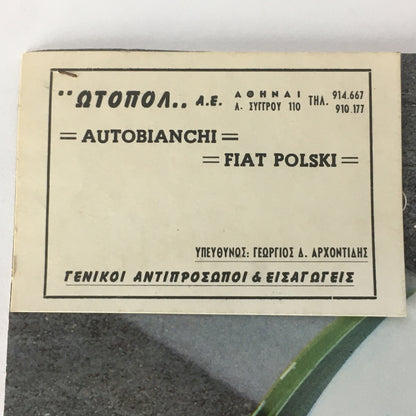 "ΩΤΟΠΟΛ„ Α.Ε. ΑΘΗΝΑΙ Λ. ΣΥΓΓΡΟΥ 110 ΤΗΛ. 914.667 910.177
= AUTOBIANCHI =
= FIAT POLSKI =
ΥΠΕΥΘΥΝΟΣ: ΓΕΩΡΓΙΟΣ Δ. ΑΡΧΟΝΤΙΔΗΣ
ΓΕΝΙΚΟΙ ΑΝΤΙΠΡΟΣΩΠΟΙ & ΕΙΣΑΓΩΓΕΙΣ